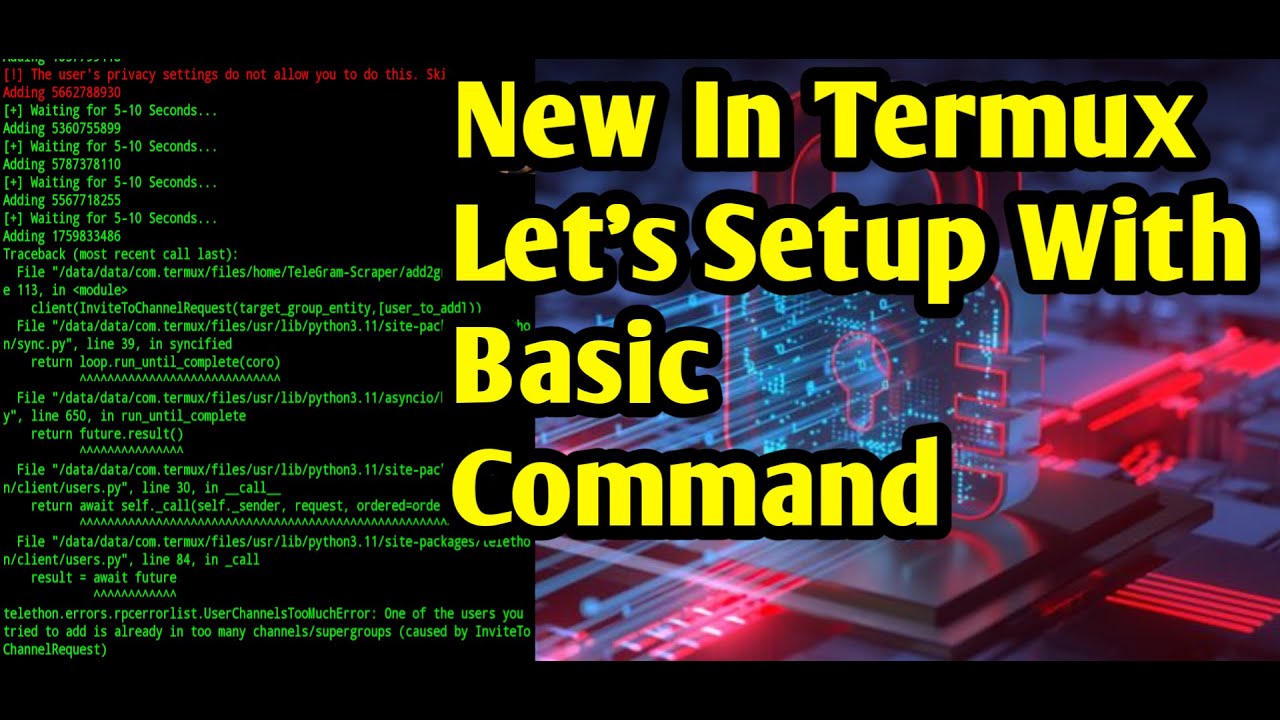 [!] The user's privacy settings do not allow you to do this. Ski
Adding 5662788930
[+] Waiting for 5-10 Seconds...
Adding 5360755899
[+] Waiting for 5-10 Seconds...
Adding 5787378110
[+] Waiting for 5-10 Seconds...
Adding 5567718255
[+] Waiting for 5-10 Seconds...
Adding 1759833486
Traceback (most recent call last):
File "/data/data/com.termux/files/home/TeleGram-Scraper/add2g
e 113, in <module>
client(InviteToChannelRequest(target_group_entity,[user_to_add]))
File "/data/data/com.termux/files/usr/lib/python3.11/site-pac
n/sync.py", line 39, in syncified
return loop.run_until_complete(coro)
^^^^^^^^^^^^^^^^^^^^^^^^^^^^^
File "/data/data/com.termux/files/usr/lib/python3.11/asyncio/
y", line 650, in run_until_complete
return future.result()
^^^^^^^^^^^^^^^
File "/data/data/com.termux/files/usr/lib/python3.11/site-pac
n/client/users.py", line 30, in __call__
return await self._call(self._sender, request, ordered=orde
^^^^^^^^^^^^^^^^^^^^^^^^^^^^^^^^^^^^^^^^^^^^^^^^^^^^^
File "/data/data/com.termux/files/usr/lib/python3.11/site-packages/teletho
n/client/users.py", line 84, in _call
result = await future
^^^^^^^^^^^^
telethon.errors.rpcerrorlist.UserChannelsTooMuchError: One of the users you
tried to add is already in too many channels/supergroups (caused by InviteTo
ChannelRequest)
New In Termux
Let's Setup With
Basic
Command